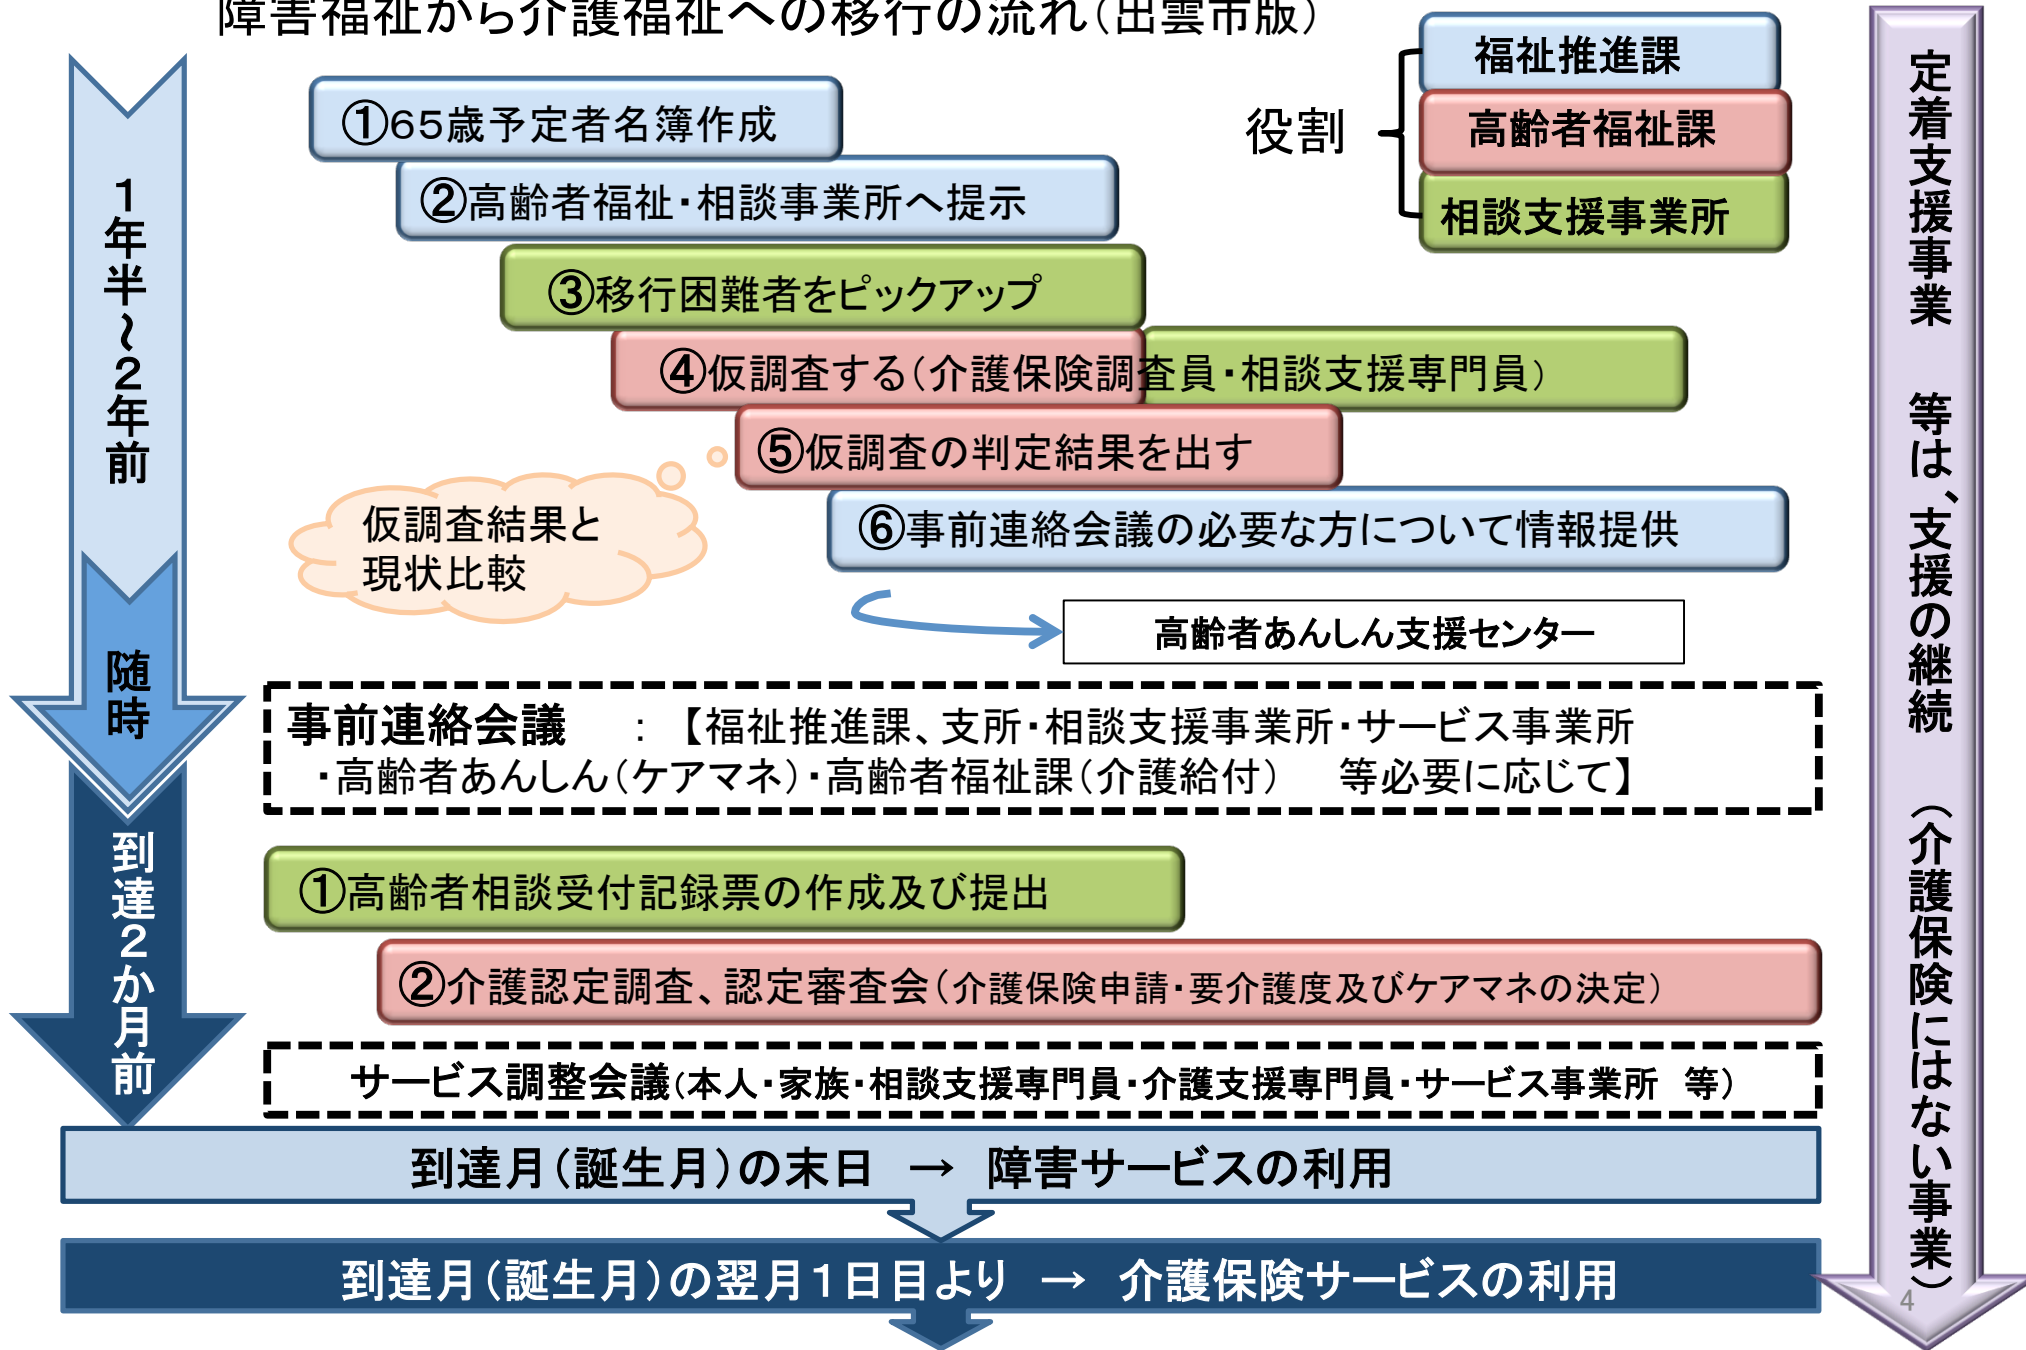 障害福祉から介護福祉への移行の流れ（出雲市版）
役割
福祉推進課
高齢者福祉課
相談支援事業所
1年半～2年前
①65歳予定者名簿作成
②高齢者福祉・相談事業所へ提示
③移行困難者をピックアップ
④仮調査する（介護保険調査員・相談支援専門員）
⑤仮調査の判定結果を出す
仮調査結果と
現状比較
⑥事前連絡会議の必要な方について情報提供
高齢者あんしん支援センター
随時
事前連絡会議　：【福祉推進課、支所・相談支援事業所・サービス事業所
・高齢者あんしん（ケアマネ）・高齢者福祉課（介護給付）　等必要に応じて】
到達2か月前
①高齢者相談受付記録票の作成及び提出
②介護認定調査、認定審査会（介護保険申請・要介護度及びケアマネの決定）
サービス調整会議（本人・家族・相談支援専門員・介護支援専門員・サービス事業所　等）
到達月（誕生月）の末日　→　障害サービスの利用
到達月（誕生月）の翌月1日目より　→　介護保険サービスの利用
定着支援事業　等は、支援の継続　（介護保険にはない事業）
4